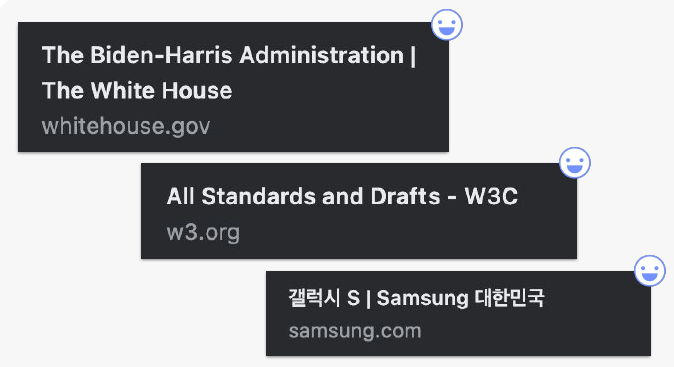 The Biden-Harris Administration |
The White House
whitehouse.gov
All Standards and Drafts - W3C
w3.org
갤럭시 S | Samsung 대한민국
samsung.com